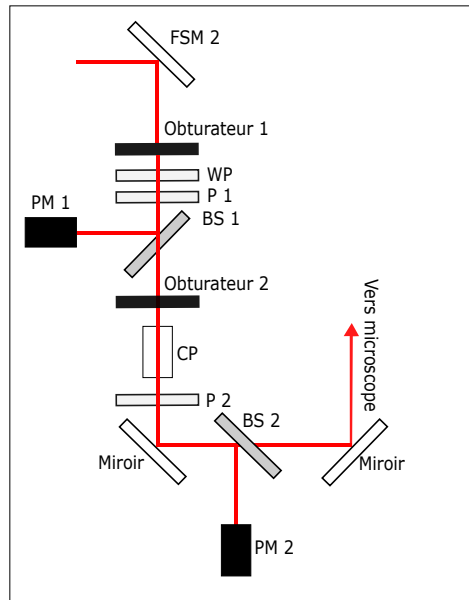 FSM 2
Obturateur 1
WP
P 1
PM 1
BS 1
Obturateur 2
CP
Vers microscope
P 2
BS 2
Miroir
Miroir
PM 2